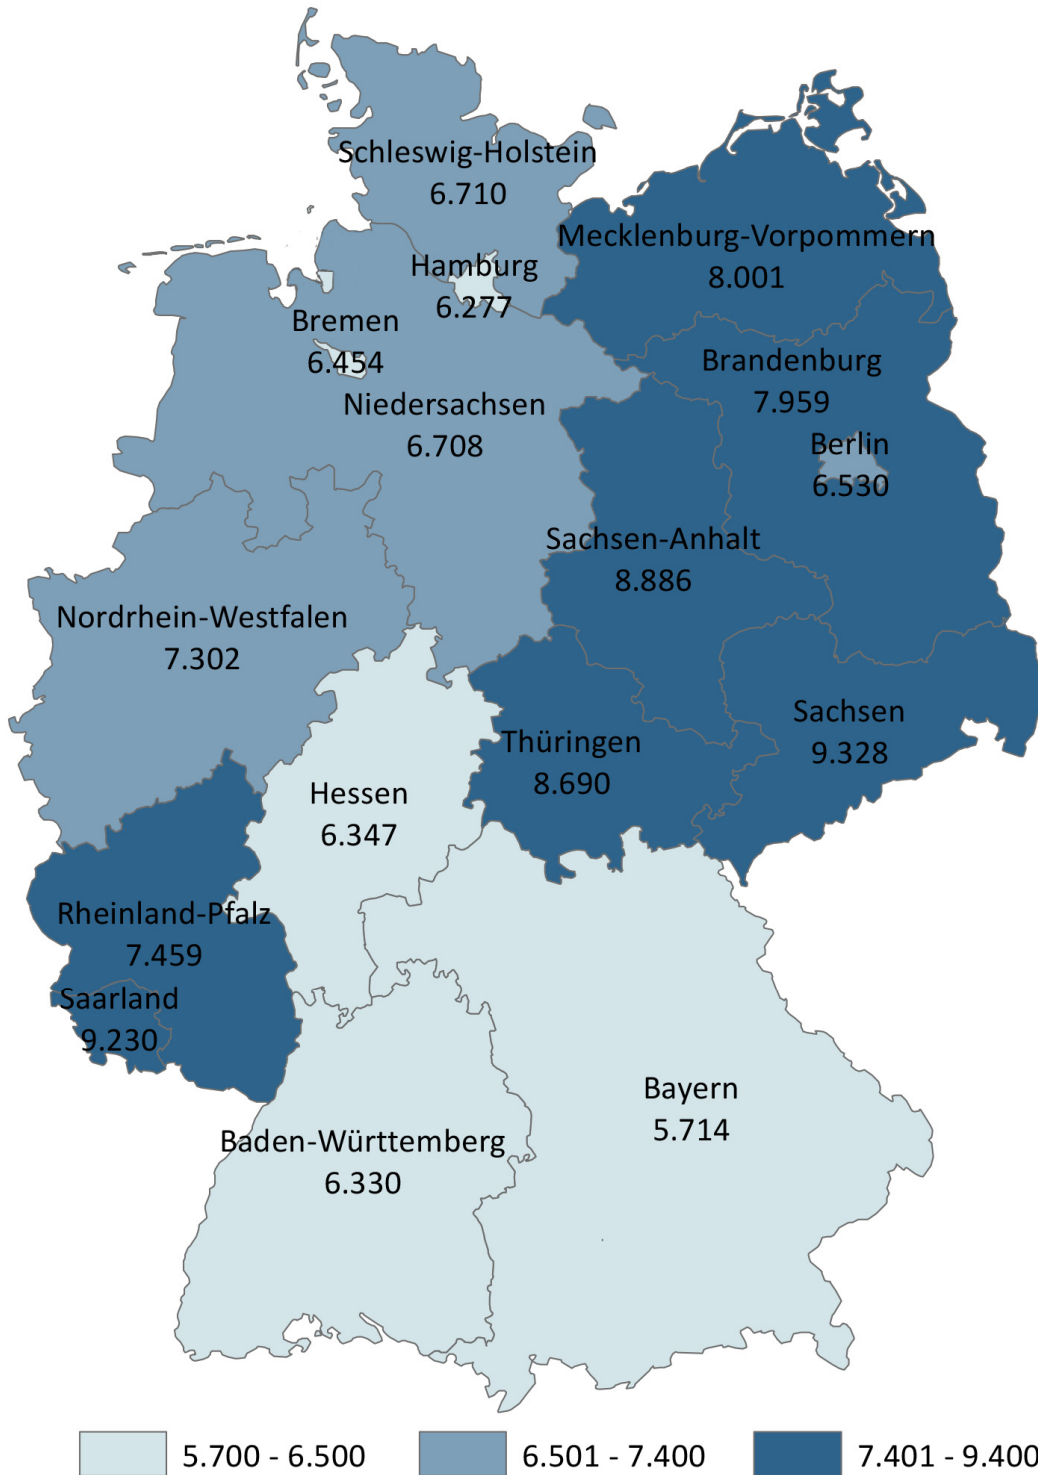 Schleswig-Holstein
6.710
Mecklenburg-Vorpommern
8.001
Hamburg
6.277
Bremen
6.454
Brandenburg
7.959
Niedersachsen
6.708
Berlin
6.530
Sachsen-Anhalt
8.886
Nordrhein-Westfalen
7.302
Sachsen
9.328
Thüringen
8.690
Hessen
6.347
Rheinland-Pfalz
7.459
Saarland
9.230
Bayern
5.714
Baden-Württemberg
6.330
5.700 - 6.500
6.501 - 7.400
7.401 - 9.400